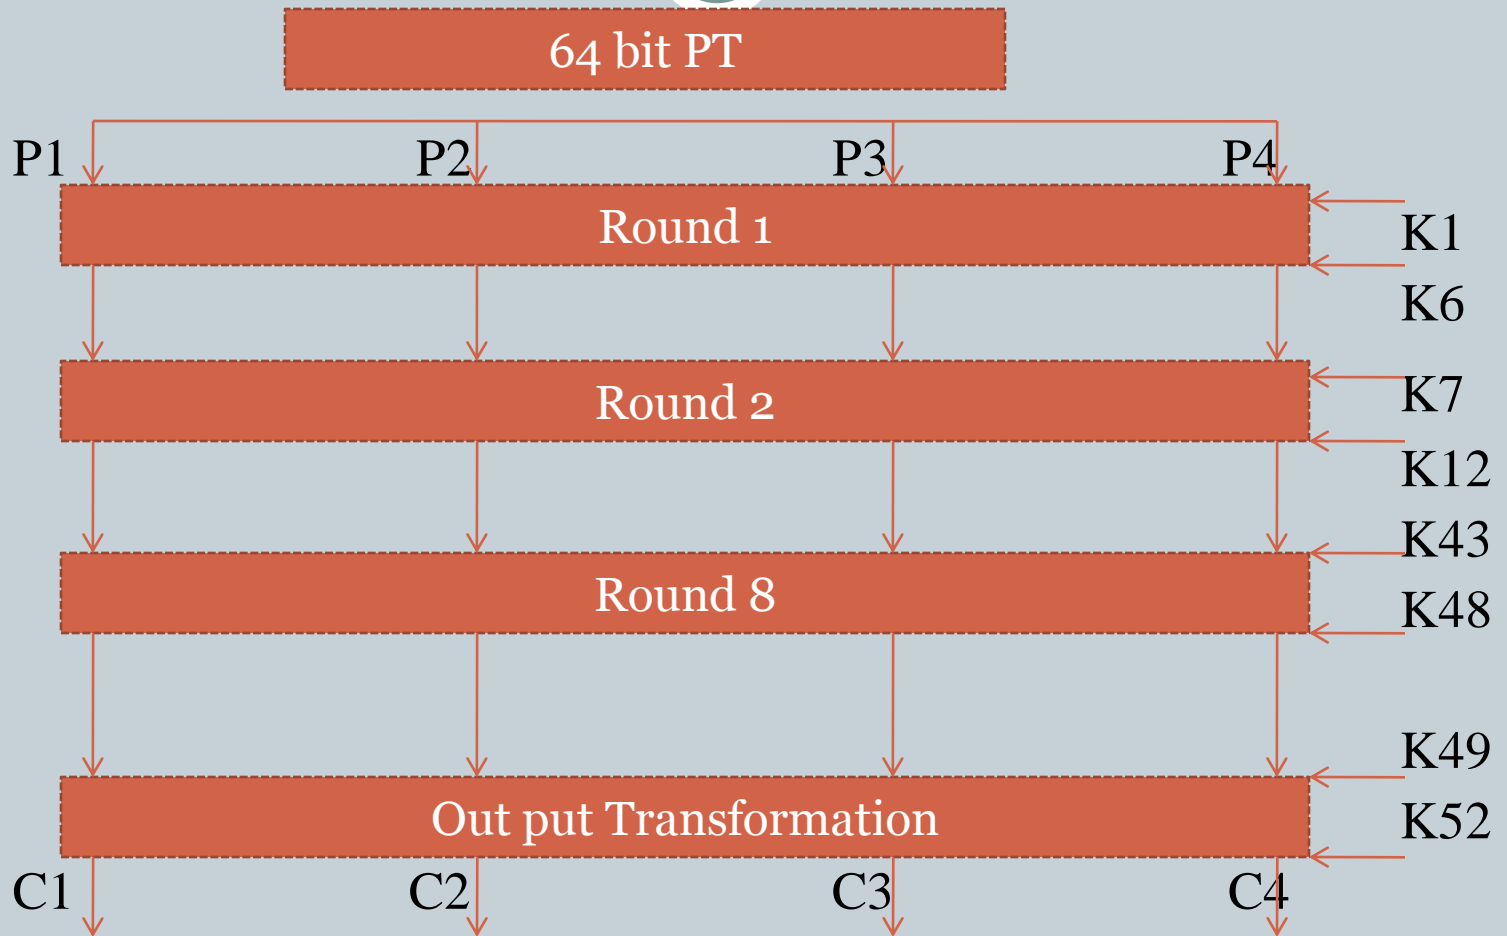 64 bit PT
P1 P2 P3 P4
Round 1
K1
K6
Round 2
K7
K12
K43
Round 8
K48
K49
Out put Transformation
K52
C1 C2 C3 C4